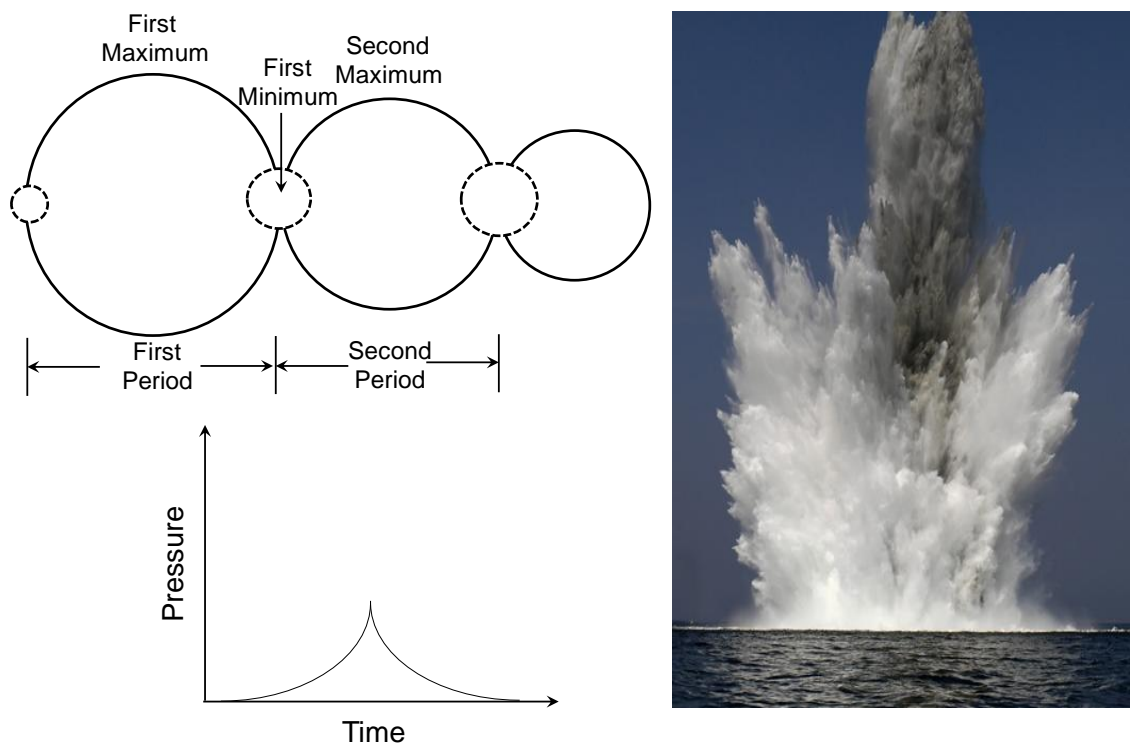 First
Maximum
First
Minimum
Second
Maximum
First
Period
Second
Period
Pressure
Time